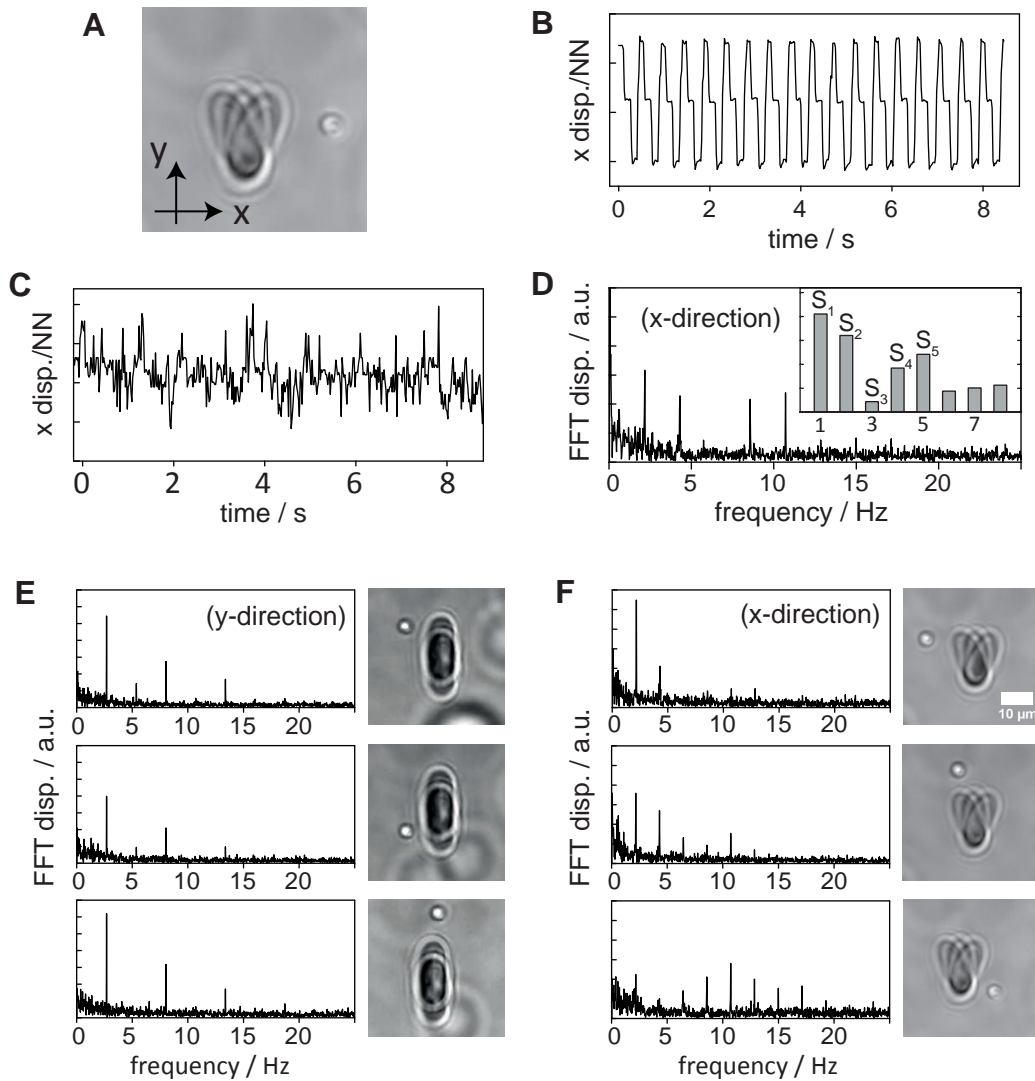 A
y
x
B
x disp./NN
0 2 4 6 8
time / s
C
x disp./NN
0 2 4 6 8
time / s
D
FFT disp. / a.u.
(x-direction)
S1
S2
S3
S4
S5
1 3 5 7
0 5 10 15 20
frequency / Hz
E
(y-direction)
0 5 10 15 20
0 5 10 15 20
0 5 10 15 20
FFT disp. / a.u.
frequency / Hz
F
(x-direction)
10 µm
0 5 10 15 20
0 5 10 15 20
0 5 10 15 20
FFT disp. / a.u.
frequency / Hz